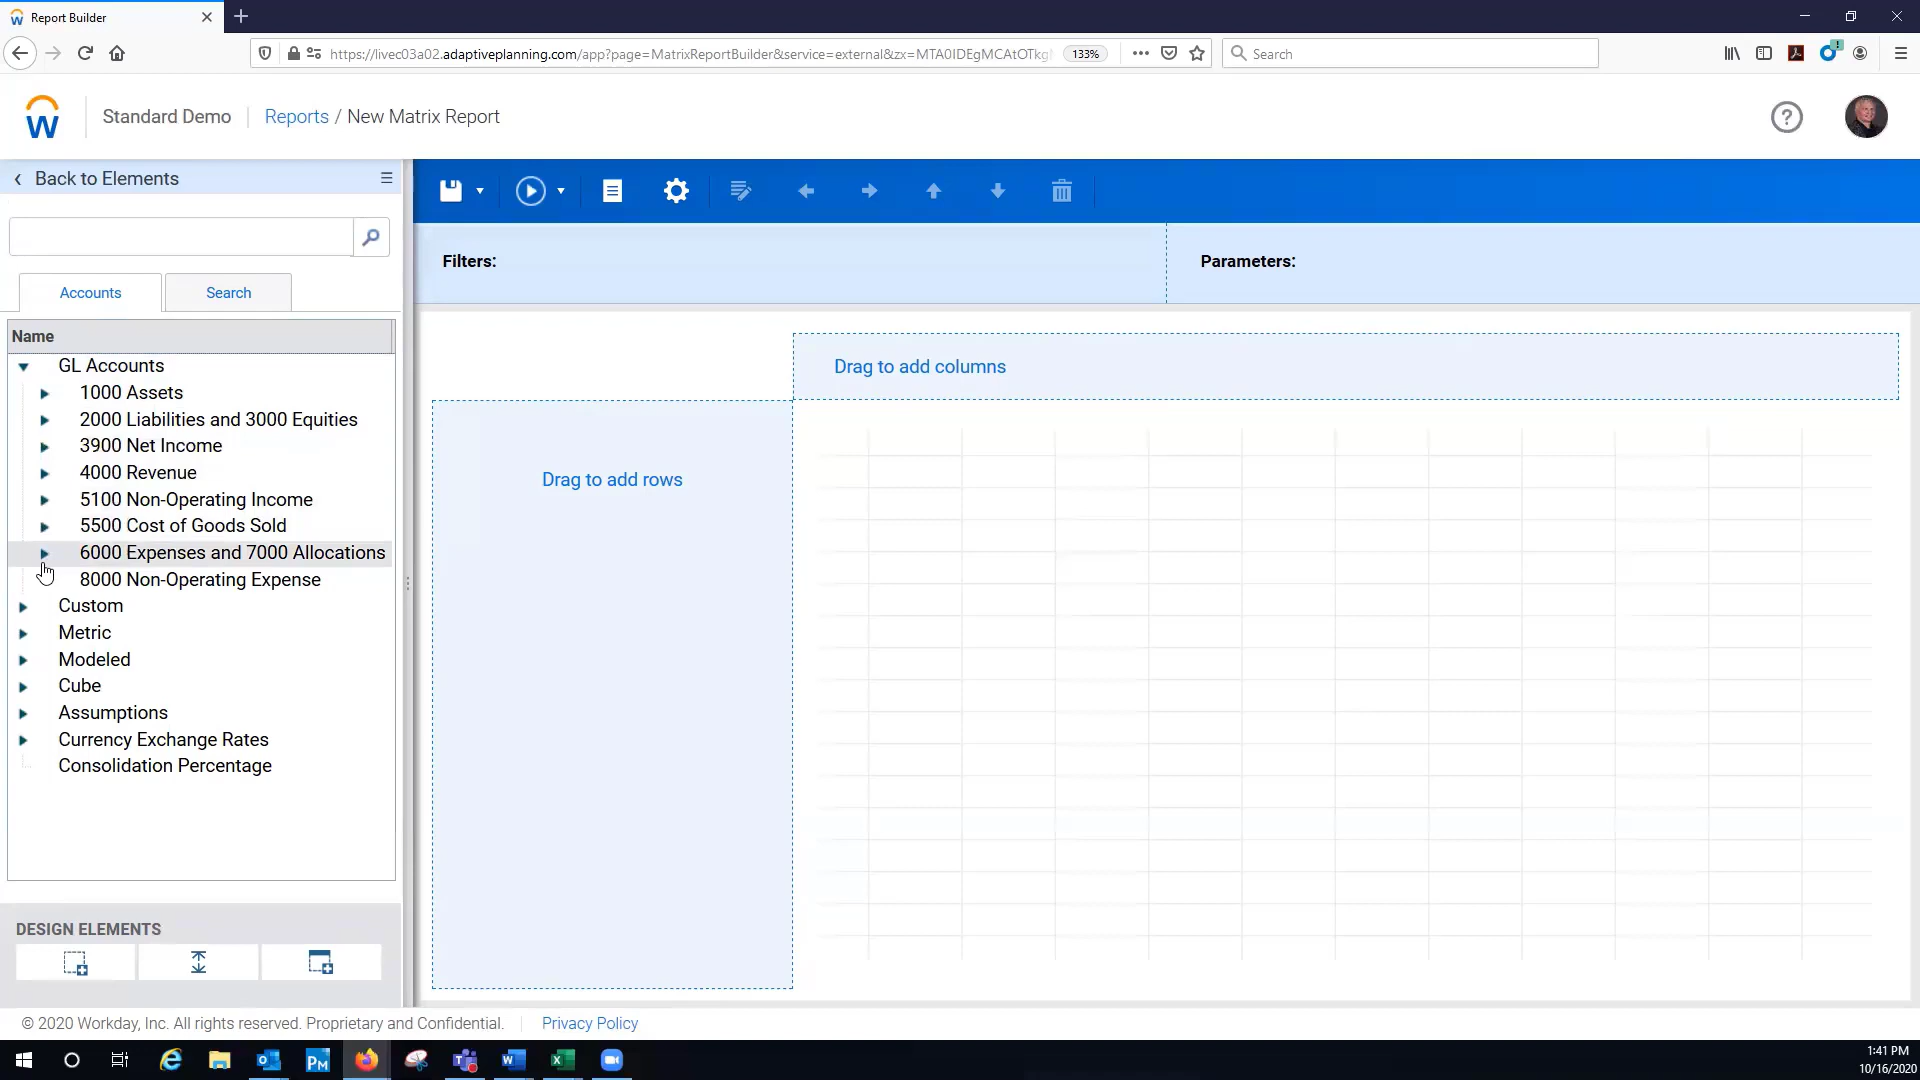 Report Builder
https://livec03a02.adaptiveplanning.com/app?page=MatrixReportBuilder&service=external&zx=MTA0IDEgMCAtOTkg
133%
Search
Standard Demo
Reports / New Matrix Report
Back to Elements
Filters:
Parameters:
Accounts
Search
Name
GL Accounts
1000 Assets
2000 Liabilities and 3000 Equities
3900 Net Income
4000 Revenue
5100 Non-Operating Income
5500 Cost of Goods Sold
6000 Expenses and 7000 Allocations
8000 Non-Operating Expense
Custom
Metric
Modeled
Cube
Assumptions
Currency Exchange Rates
Consolidation Percentage
Drag to add columns
Drag to add rows
DESIGN ELEMENTS
© 2020 Workday, Inc. All rights reserved. Proprietary and Confidential.
Privacy Policy
1:41 PM
10/16/2020